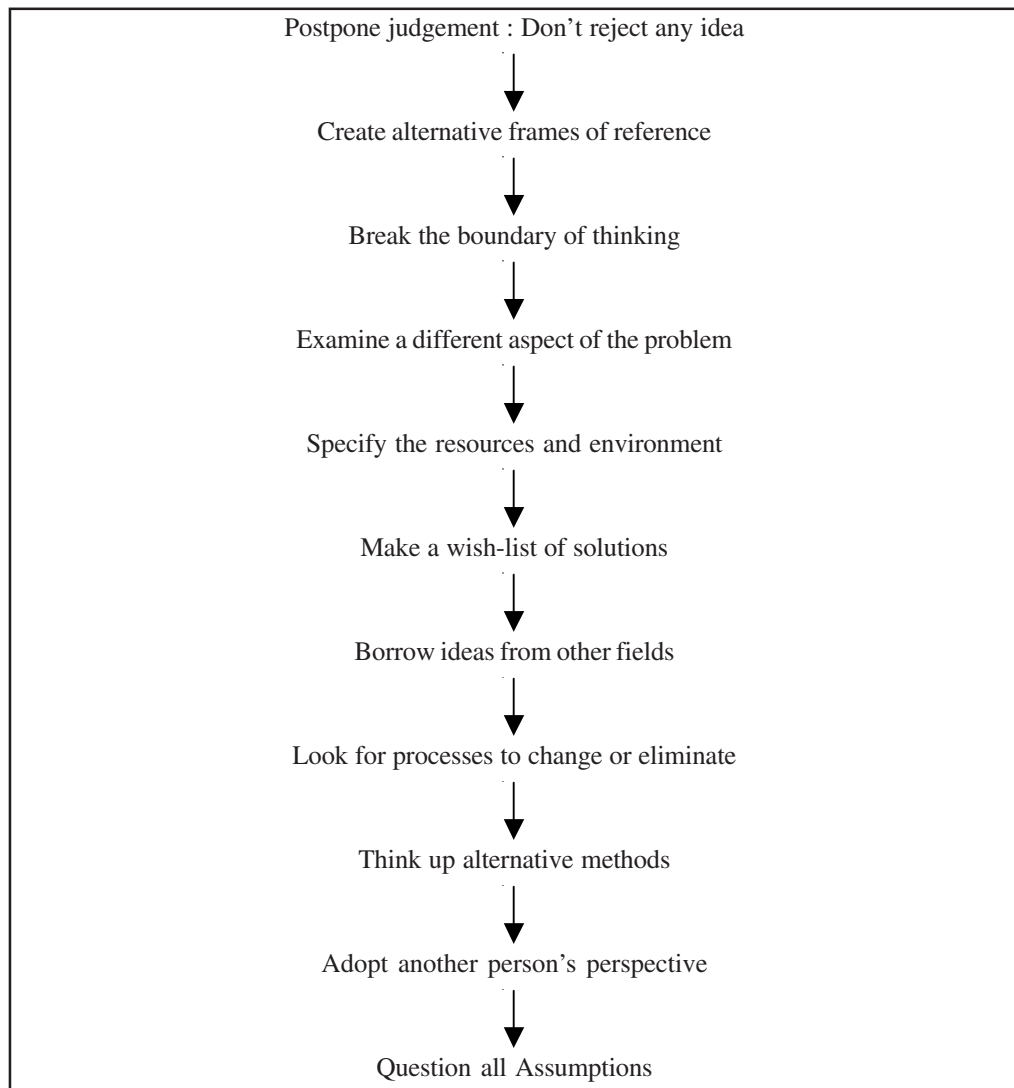 Postpone judgement : Don’t reject any idea
Create alternative frames of reference
Break the boundary of thinking
Examine a different aspect of the problem
Specify the resources and environment
Make a wish-list of solutions
Borrow ideas from other fields
Look for processes to change or eliminate
Think up alternative methods
Adopt another person’s perspective
Question all Assumptions